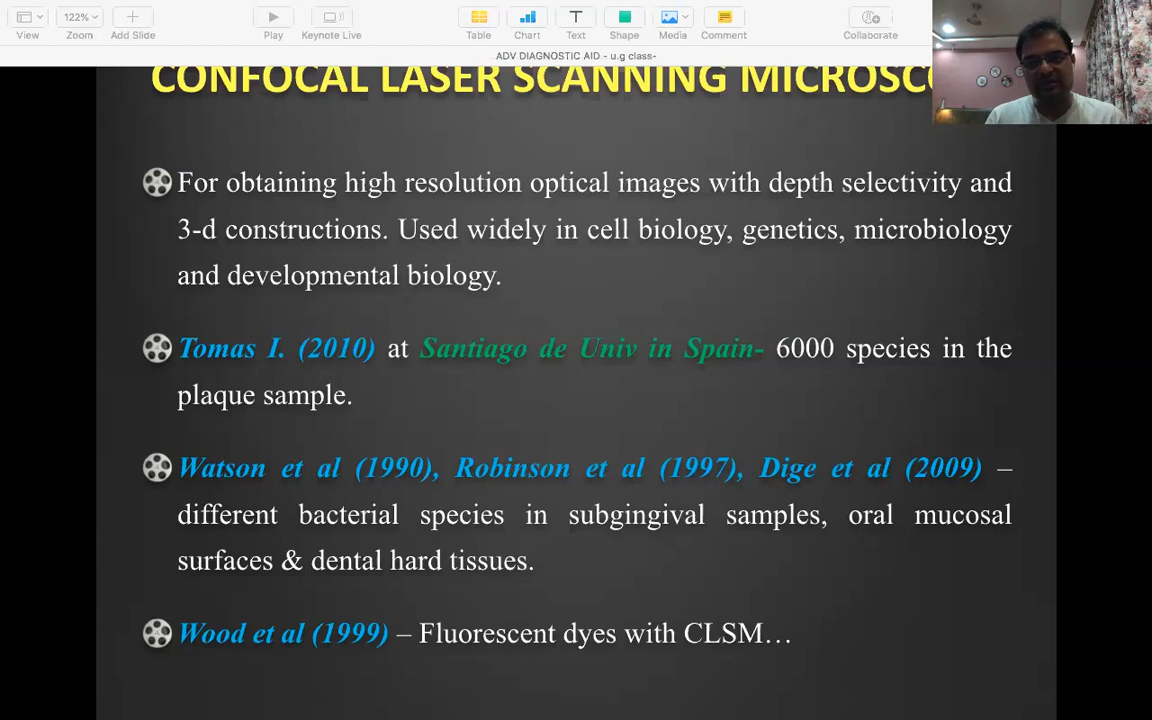 View
122%
Zoom
Add Slide
Play
Keynote Live
Table
Chart
Text
Shape
Media
Comment
Collaborate
ADV DIAGNOSTIC AID - u.g class-
CONFOCAL LASER SCANNING MICROSC
For obtaining high resolution optical images with depth selectivity and
3-d constructions. Used widely in cell biology, genetics, microbiology
and developmental biology.
Tomas I. (2010) at Santiago de Univ in Spain- 6000 species in the
plaque sample.
Watson et al (1990), Robinson et al (1997), Dige et al (2009) –
different bacterial species in subgingival samples, oral mucosal
surfaces & dental hard tissues.
Wood et al (1999) – Fluorescent dyes with CLSM…